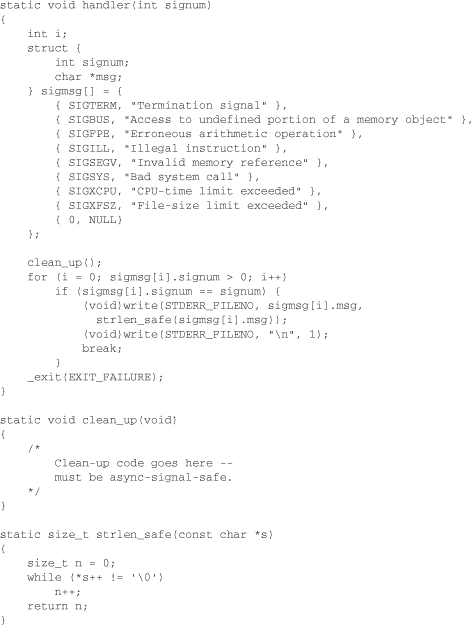 static void handler(int signum)
{
    int i;
    struct {
        int signum;
        char *msg;
    } sigmsg[] = {
        { SIGTERM, "Termination signal" },
        { SIGBUS, "Access to undefined portion of a memory object" },
        { SIGFPE, "Erroneous arithmetic operation" },
        { SIGILL, "Illegal instruction" },
        { SIGSEGV, "Invalid memory reference" },
        { SIGSYS, "Bad system call" },
        { SIGXCPU, "CPU-time limit exceeded" },
        { SIGXFSZ, "File-size limit exceeded" },
        { 0, NULL}
    };

    clean_up();
    for (i = 0; sigmsg[i].signum > 0; i++)
        if (sigmsg[i].signum == signum) {
            (void)write(STDERR_FILENO, sigmsg[i].msg,
              strlen_safe(sigmsg[i].msg));
            (void)write(STDERR_FILENO, "\n", 1);
            break;
        }
    _exit(EXIT_FAILURE);
}

static void clean_up(void)
{
    /*
        Clean-up code goes here --
        must be async-signal-safe.
    */
}

static size_t strlen_safe(const char *s)
{
    size_t n = 0;
    while (*s++ != '\0')
        n++;
    return n;
}